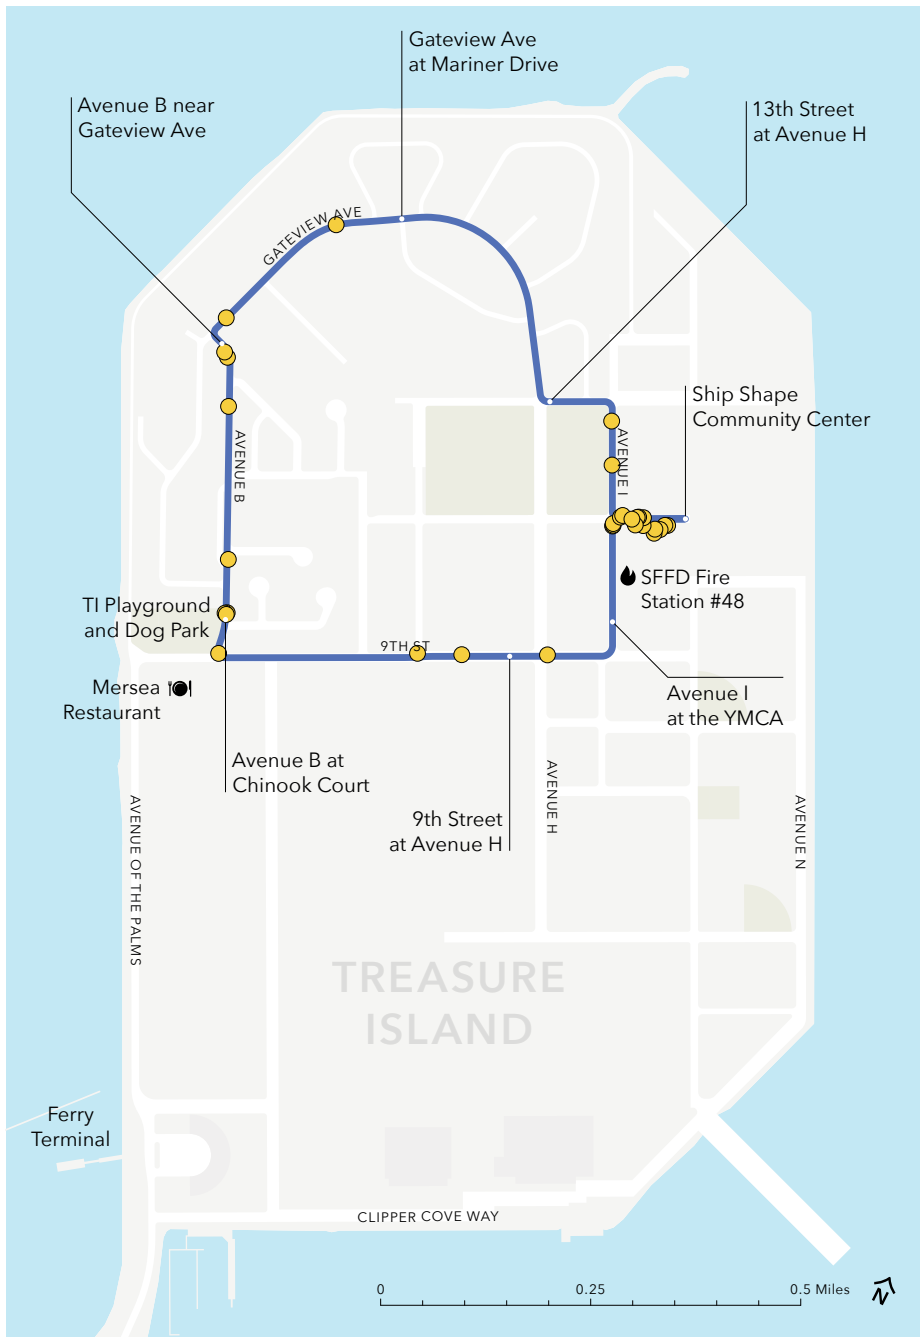 Gateview Ave
at Mariner Drive
Avenue B near
Gateview Ave
13th Street
at Avenue H
GATEVIEW AVE
Ship Shape
Community Center
AVENUE B
AVENUE I
SFFD Fire
Station #48
TI Playground
and Dog Park
9TH ST
Mersea
Restaurant
Avenue I
at the YMCA
Avenue B at
Chinook Court
9th Street
at Avenue H
AVENUE H
AVENUE OF THE PALMS
AVENUE N
TREASURE
ISLAND
Ferry
Terminal
CLIPPER COVE WAY
0 0.25 0.5 Miles
N